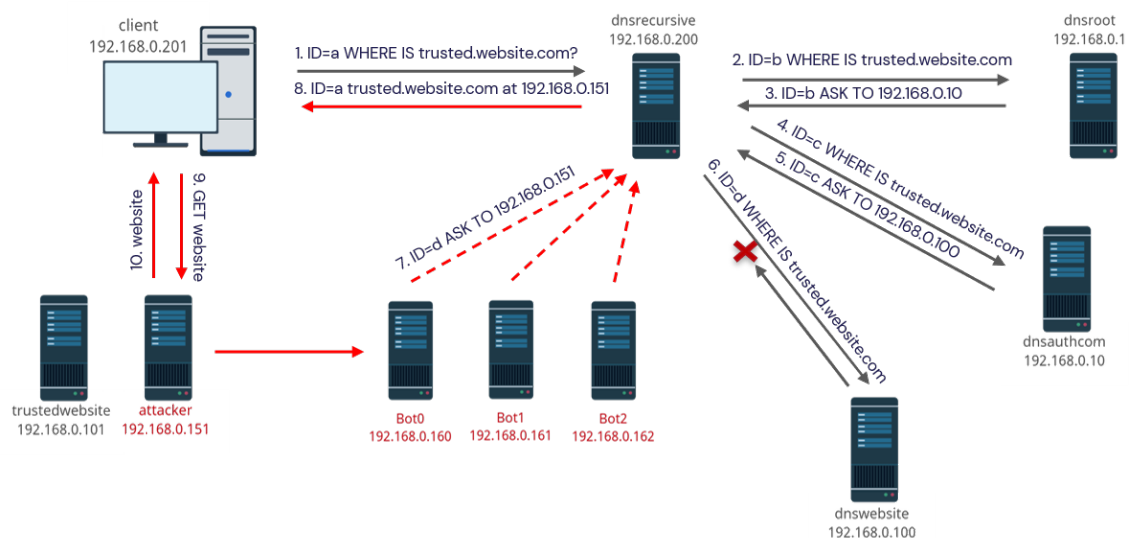 client
192.168.0.201
dnsrecursive
192.168.0.200
dnsroot
192.168.0.1
1. ID=a WHERE IS trusted.website.com?
8. ID=a trusted.website.com at 192.168.0.151
2. ID=b WHERE IS trusted.website.com
3. ID=b ASK TO 192.168.0.10
4. ID=c WHERE IS trusted.website.com
5. ID=c ASK TO 192.168.0.100
6. ID=d WHERE IS trusted.website.com
7. ID=d ASK TO 192.168.0.151
9. GET website
10. website
trustedwebsite
192.168.0.101
attacker
192.168.0.151
Bot0
192.168.0.160
Bot1
192.168.0.161
Bot2
192.168.0.162
dnsauthcom
192.168.0.10
dnswebsite
192.168.0.100